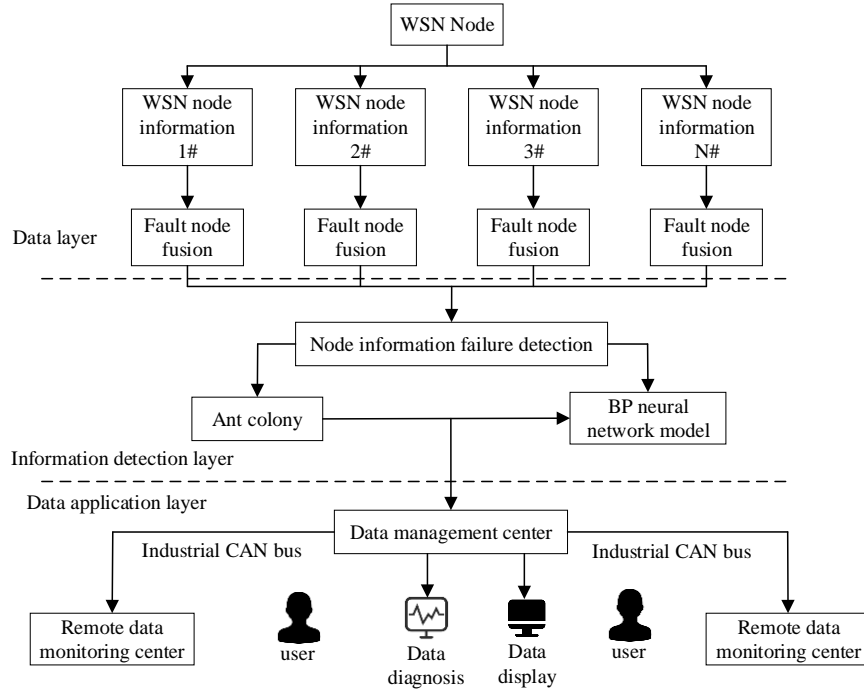 WSN Node
WSN node
information
1#
WSN node
information
2#
WSN node
information
3#
WSN node
information
N#
Data layer
Fault node
fusion
Fault node
fusion
Fault node
fusion
Fault node
fusion
Node information failure detection
Ant colony
BP neural
network model
Information detection layer
Data application layer
Data management center
Industrial CAN bus
Industrial CAN bus
Remote data
monitoring center
user
Data
diagnosis
Data
display
user
Remote data
monitoring center